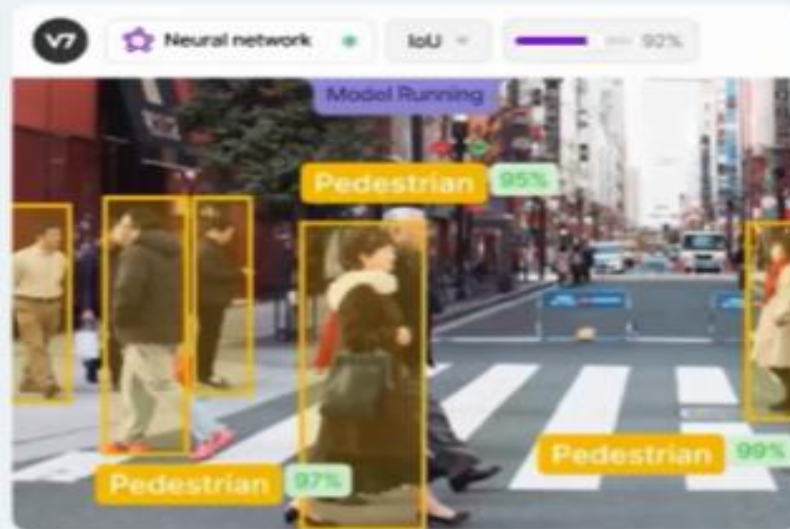 V7 Neural network IoU 92%
Model Running
Pedestrian 95%
Pedestrian 99%
Pedestrian 97%